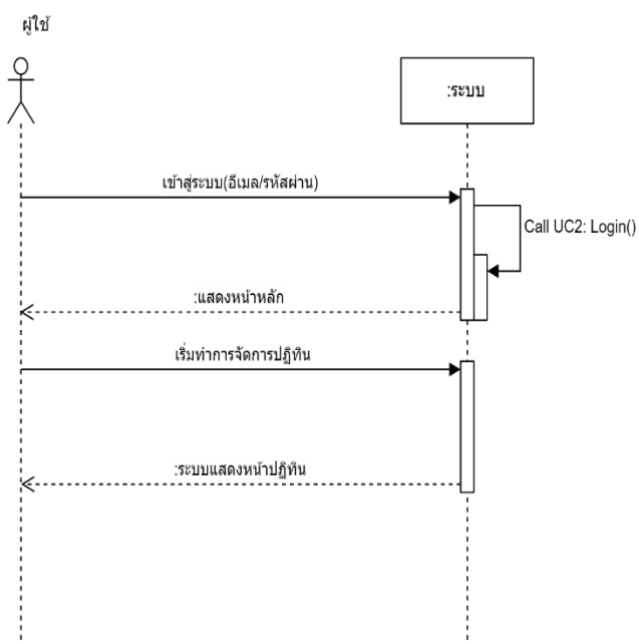 ผู้ใช้
:ระบบ
เข้าสู่ระบบ(อีเมล/รหัสผ่าน)
Call UC2: Login()
:แสดงหน้าหลัก
เริ่มทำการจัดการปฏิทิน
:ระบบแสดงหน้าปฏิทิน